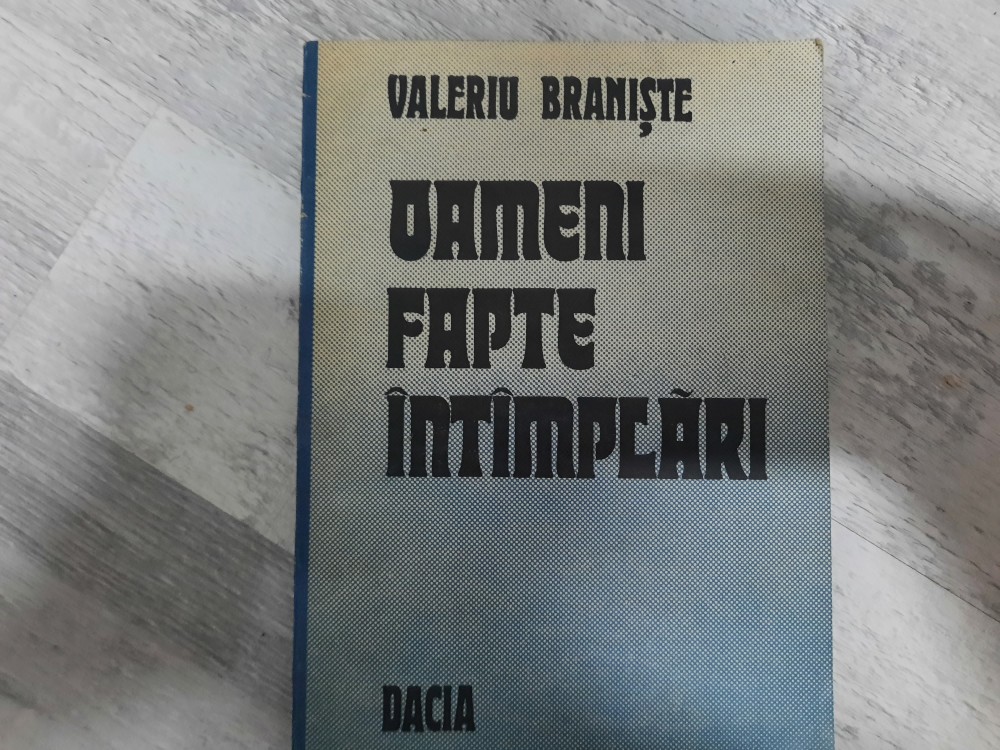 VALERIU BRANIȘTE
OAMENI
FAPTE
ÎNTÎMPLĂRI
DACIA